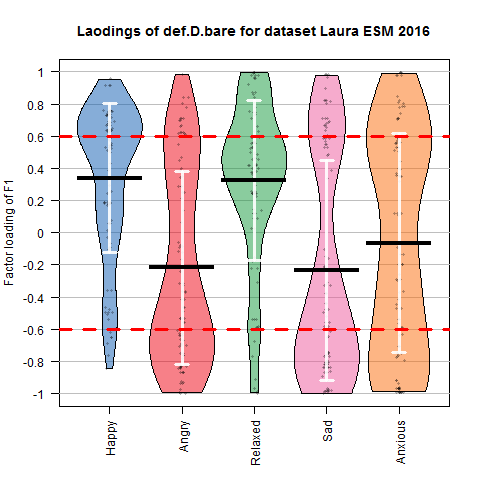 Laodings of def.D.bare for dataset Laura ESM 2016
Factor loading of F1
1
0.8
0.6
0.4
0.2
0
-0.2
-0.4
-0.6
-0.8
-1
Happy
Angry
Relaxed
Sad
Anxious